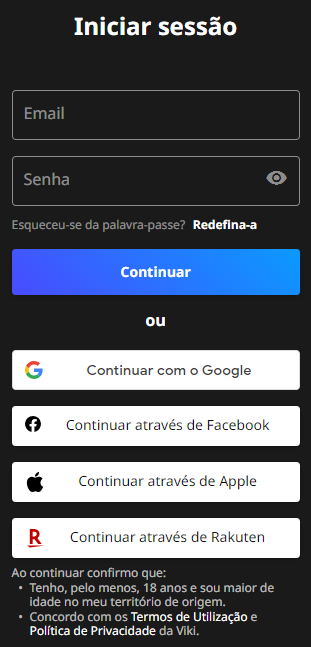 Iniciar sessão
Email
Senha
Esqueceu-se da palavra-passe? Redefina-a
Continuar
ou
Continuar com o Google
Continuar através de Facebook
Continuar através de Apple
R Continuar através de Rakuten
Ao continuar confirmo que:
• Tenho, pelo menos, 18 anos e sou maior de
idade no meu território de origem.
• Concordo com os Termos de Utilização e
Política de Privacidade da Viki.